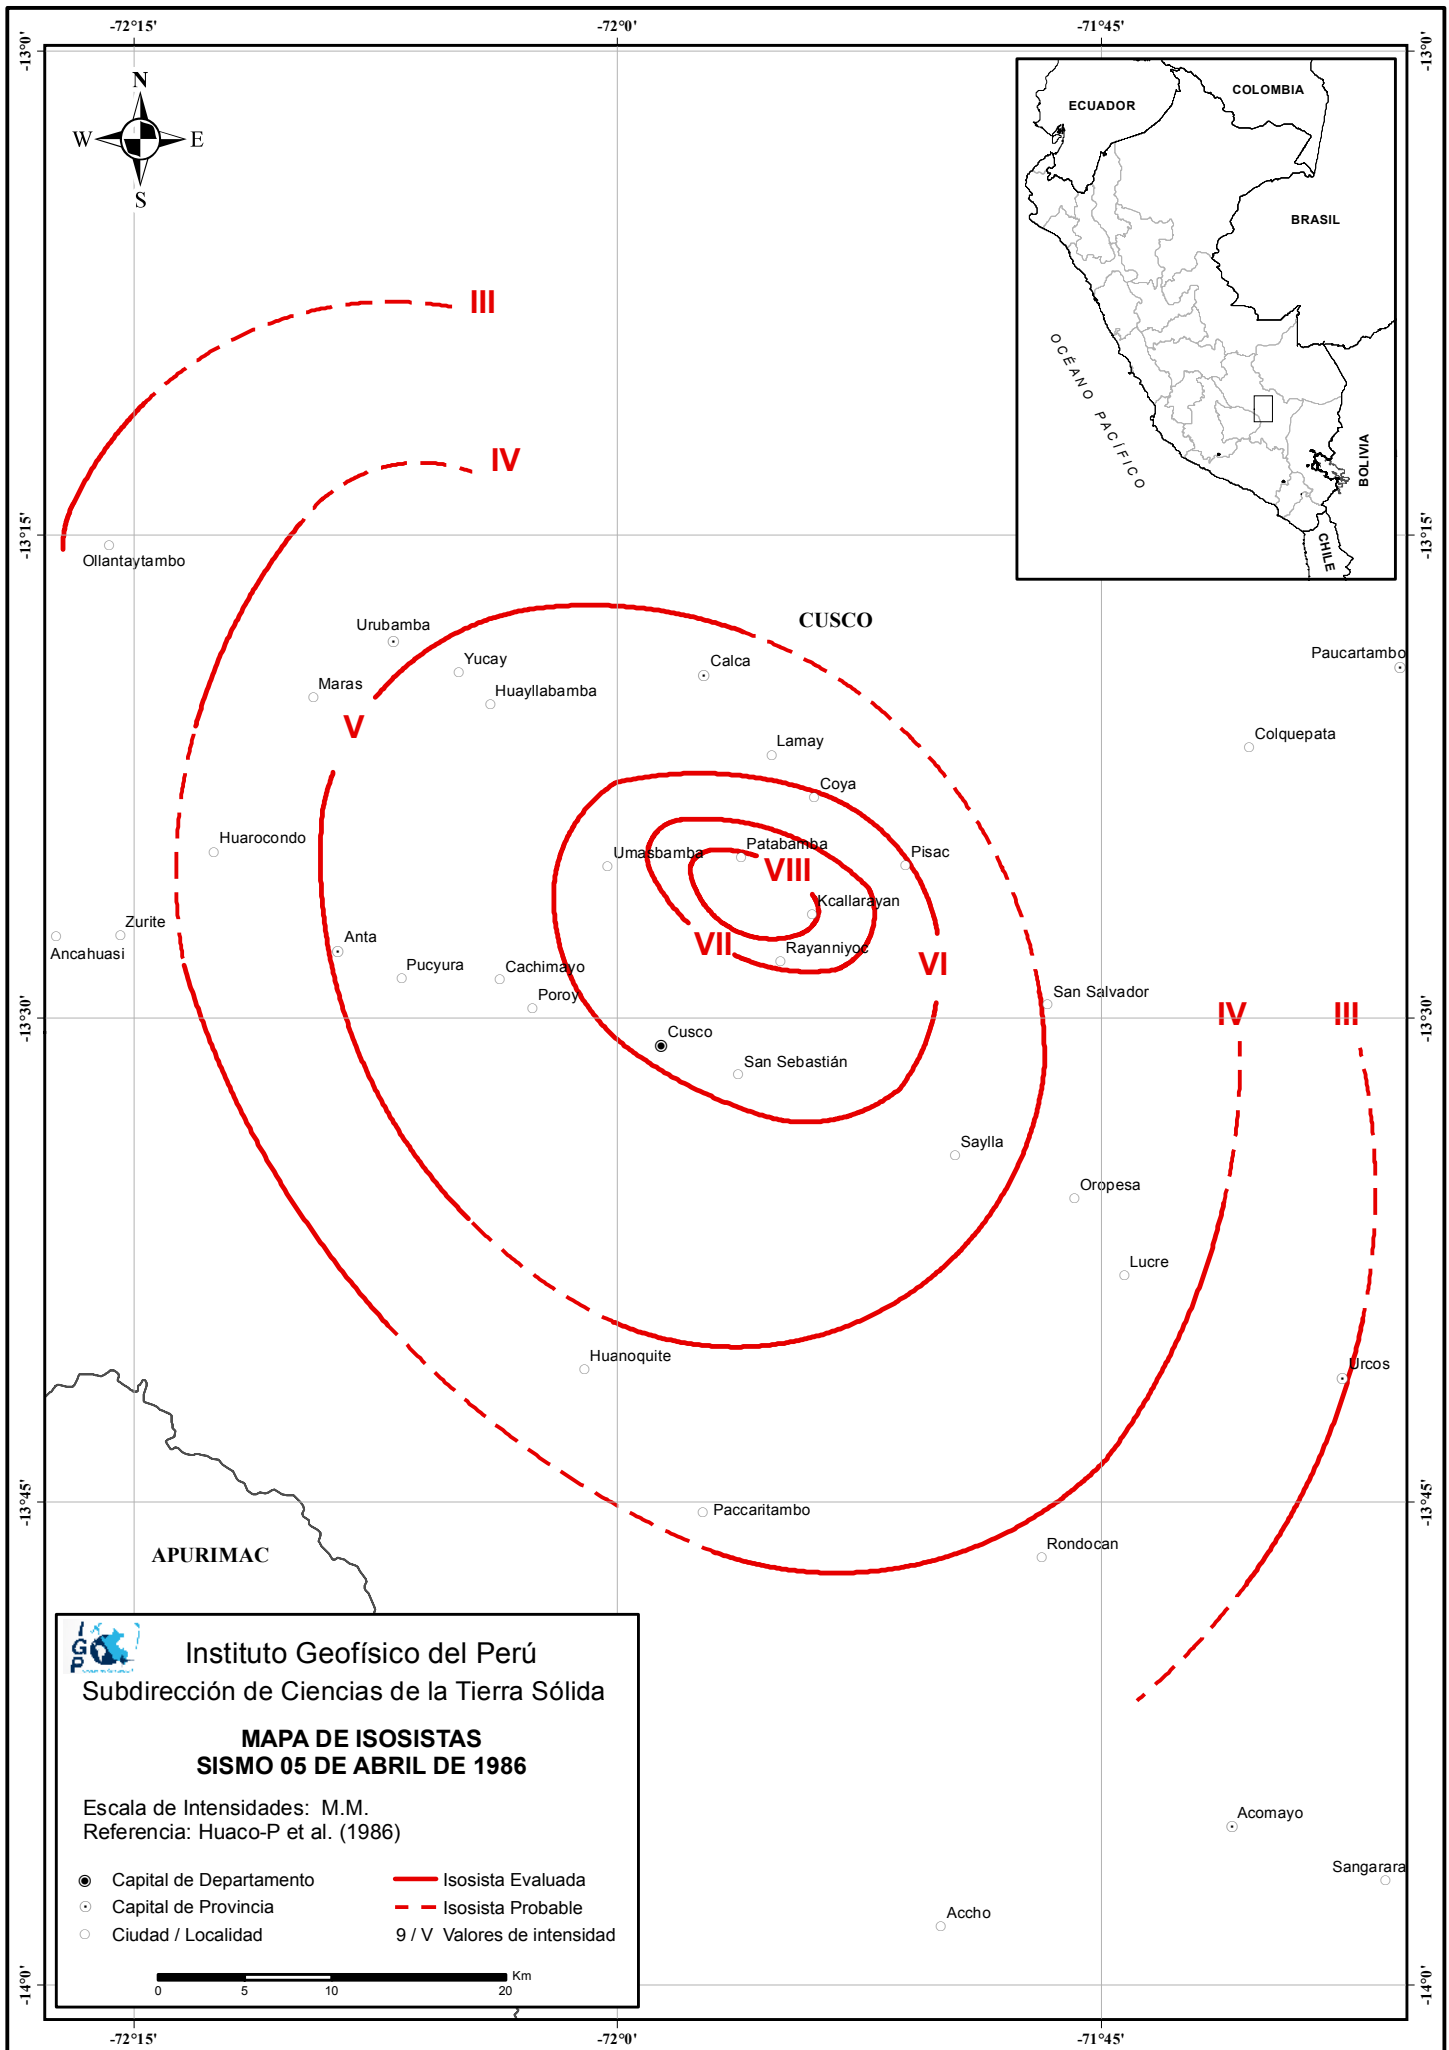 -72°15'
-72°0'
-71°45'
-13°0'
-13°0'
N
W
E
S
ECUADOR
COLOMBIA
BRASIL
OCÉANO PACÍFICO
BOLIVIA
CHILE
III
IV
-13°15'
-13°15'
Ollantaytambo
CUSCO
Urubamba
Paucartambo
Yucay
Calca
Maras
Huayllabamba
V
Colquepata
Lamay
Coya
Huarocondo
Umasbamba
Patabamba
Pisac
VIII
Kcallarayan
Zurite
Ancahuasi
Anta
VII
Rayanniyoc
VI
Pucyura
Cachimayo
Poroy
San Salvador
-13°30'
IV
III
-13°30'
Cusco
San Sebastián
Saylla
Oropesa
Lucre
Huanoquite
Urcos
-13°45'
-13°45'
Paccaritambo
Rondocan
APURIMAC
IGP
Instituto Geofísico del Perú
Subdirección de Ciencias de la Tierra Sólida
MAPA DE ISOSISTAS
SISMO 05 DE ABRIL DE 1986
Escala de Intensidades: M.M.
Referencia: Huaco-P et al. (1986)
Capital de Departamento
Isosista Evaluada
Capital de Provincia
Isosista Probable
Ciudad / Localidad
9 / V Valores de intensidad
Km
0 5 10 20
Acomayo
Sangarara
Accho
-14°0'
-14°0'
-72°15'
-72°0'
-71°45'